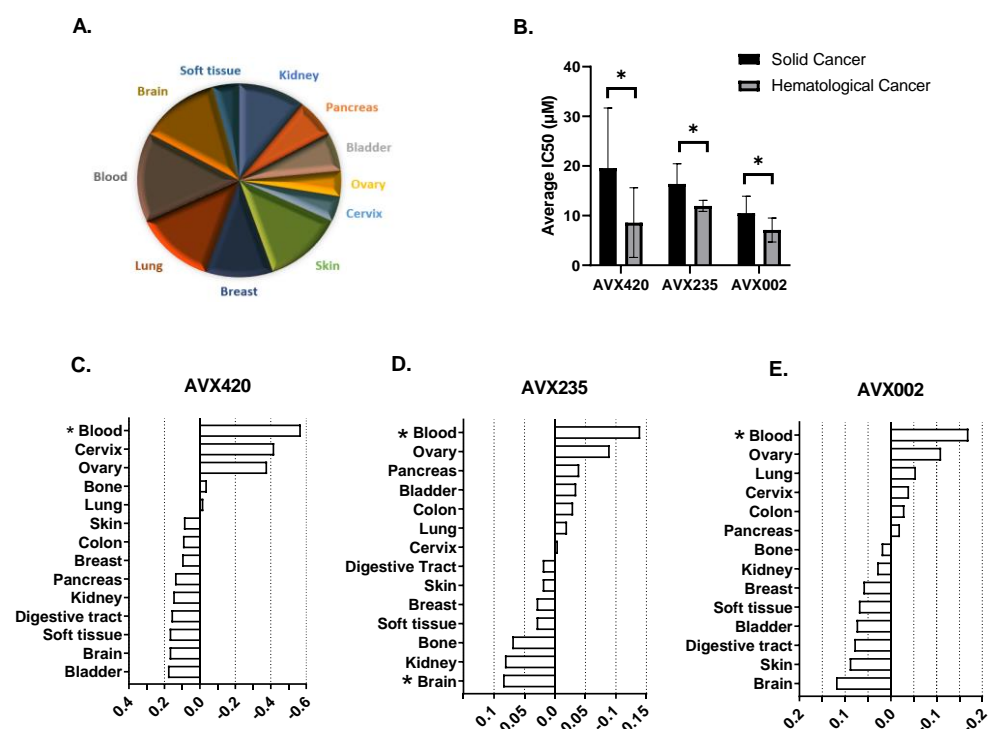 A.
Soft tissue
Kidney
Brain
Pancreas
Bladder
Blood
Ovary
Cervix
Lung
Skin
Breast
B.
Solid Cancer
Hematological Cancer
Average IC50 (µM)
40
30
20
10
0
* * *
AVX420 AVX235 AVX002
C.
AVX420
* Blood
Cervix
Ovary
Bone
Lung
Skin
Colon
Breast
Pancreas
Kidney
Digestive tract
Soft tissue
Brain
Bladder
0.4 0.2 0.0 -0.2 -0.4 -0.6
D.
AVX235
* Blood
Ovary
Pancreas
Bladder
Colon
Lung
Cervix
Digestive Tract
Skin
Breast
Soft tissue
Bone
Kidney
* Brain
0.1 0.05 0.0 -0.05 -0.1 -0.15
E.
AVX002
* Blood
Ovary
Lung
Cervix
Colon
Pancreas
Bone
Kidney
Breast
Soft tissue
Bladder
Digestive tract
Skin
Brain
0.2 0.1 0.0 -0.1 -0.2